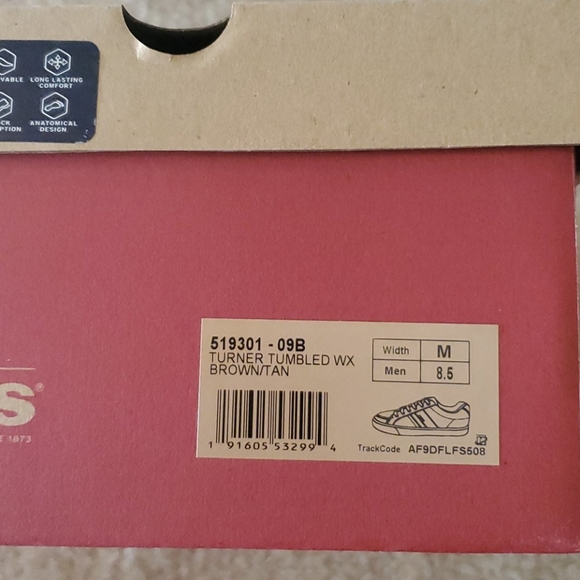 LONG LASTING
COMFORT
ANATOMICAL
DESIGN
519301 - 09B
TURNER TUMBLED WX
BROWN/TAN
Width M
Men 8.5
1 91605 53299 4
TrackCode AF9DFLFS508
S®
1873